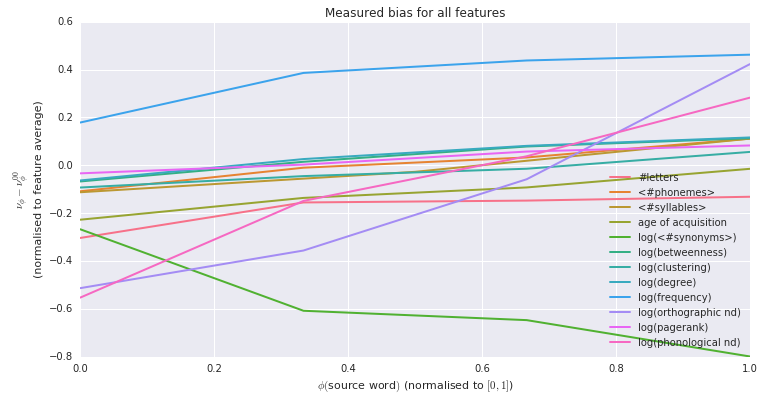 Measured bias for all features
0.6
0.4
0.2
0.0
−0.2
−0.4
−0.6
−0.8
ν_ϕ − ν_ϕ^00
(normalised to feature average)
#letters
<#phonemes>
<#syllables>
age of acquisition
log(<#synonyms>)
log(betweenness)
log(clustering)
log(degree)
log(frequency)
log(orthographic nd)
log(pagerank)
log(phonological nd)
0.0 0.2 0.4 0.6 0.8 1.0
ϕ(source word) (normalised to [0, 1])